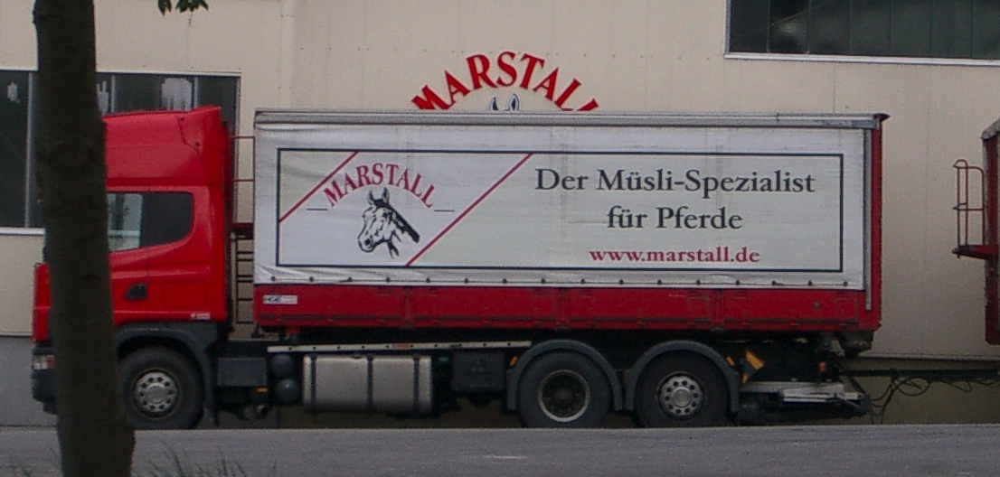 MARSTALL
MARSTALL
Der Müsli-Spezialist
für Pferde
www.marstall.de